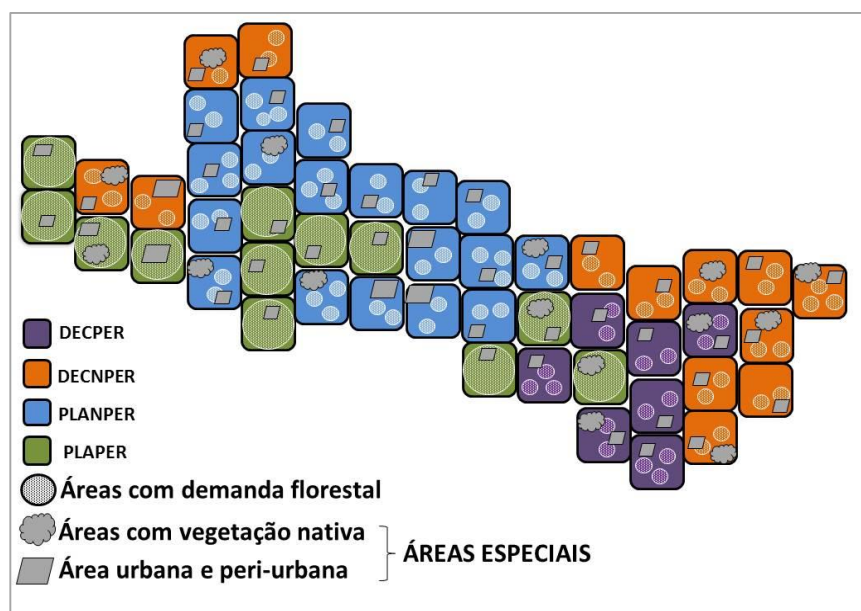 DECPER
DECNPER
PLANPER
PLAPER
Áreas com demanda florestal
Áreas com vegetação nativa
Área urbana e peri-urbana
ÁREAS ESPECIAIS